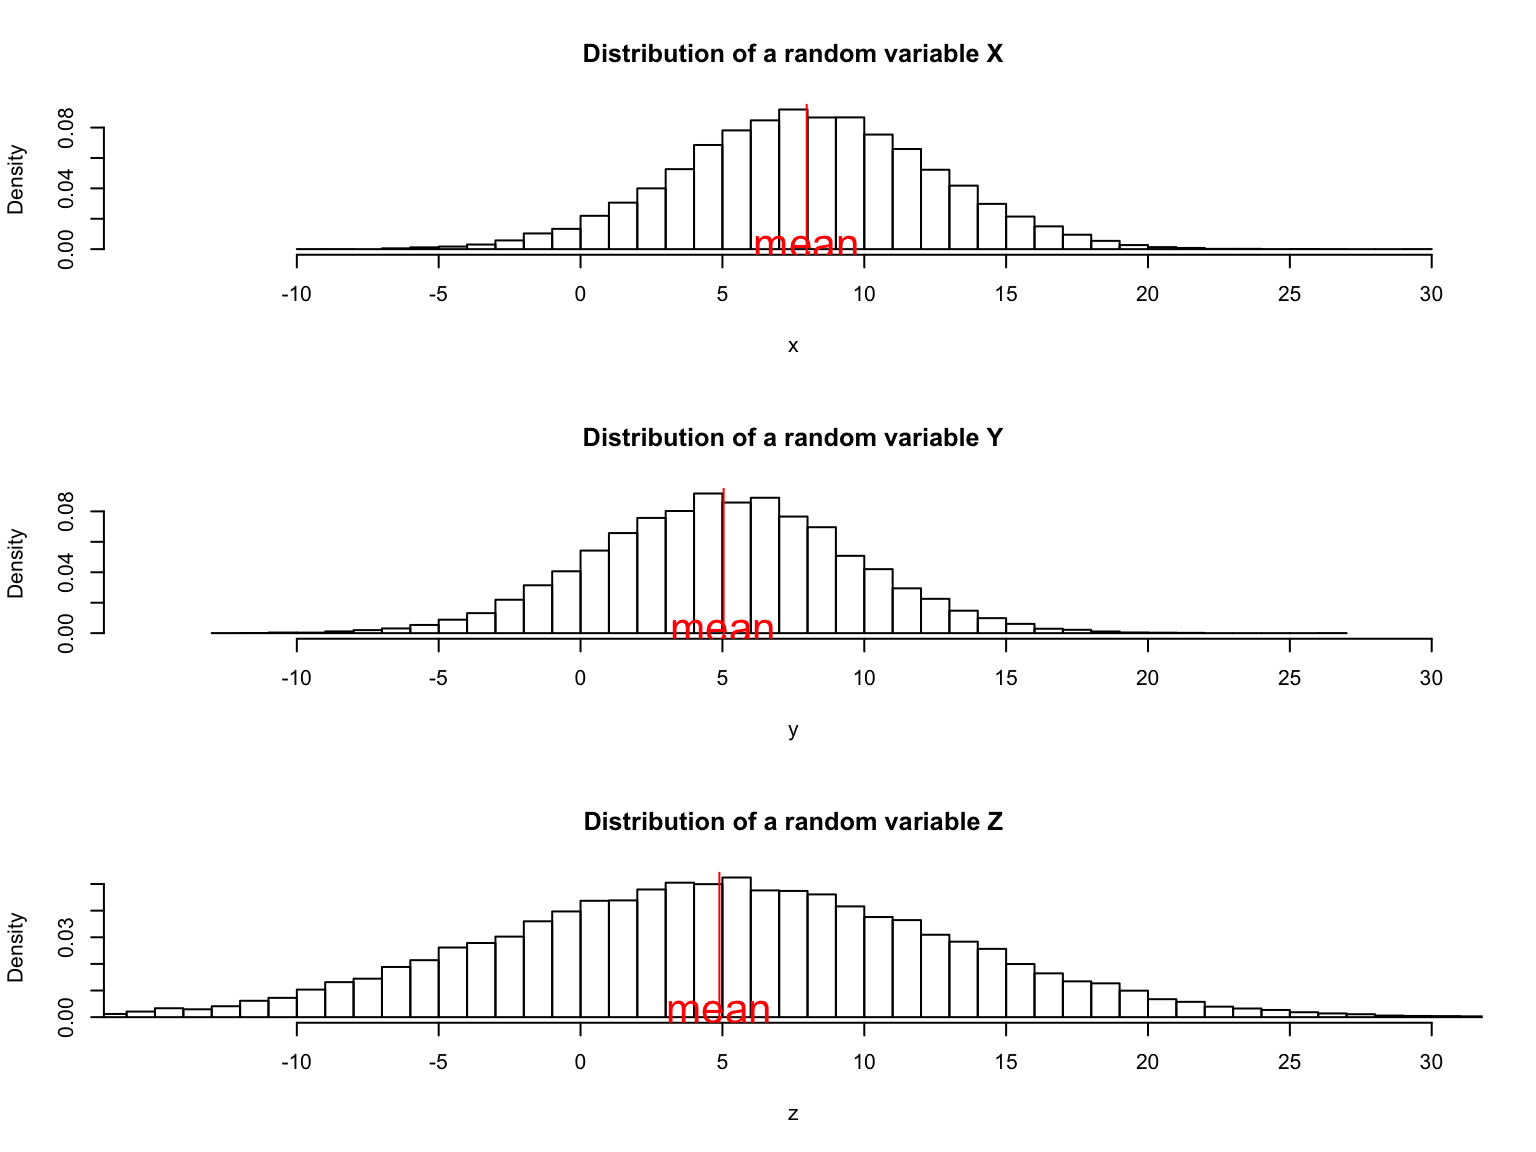 Distribution of a random variable X
Density
0.00 0.04 0.08
mean
-10 -5 0 5 10 15 20 25 30
x
Distribution of a random variable Y
Density
0.00 0.04 0.08
mean
-10 -5 0 5 10 15 20 25 30
y
Distribution of a random variable Z
Density
0.00 0.03
mean
-10 -5 0 5 10 15 20 25 30
z